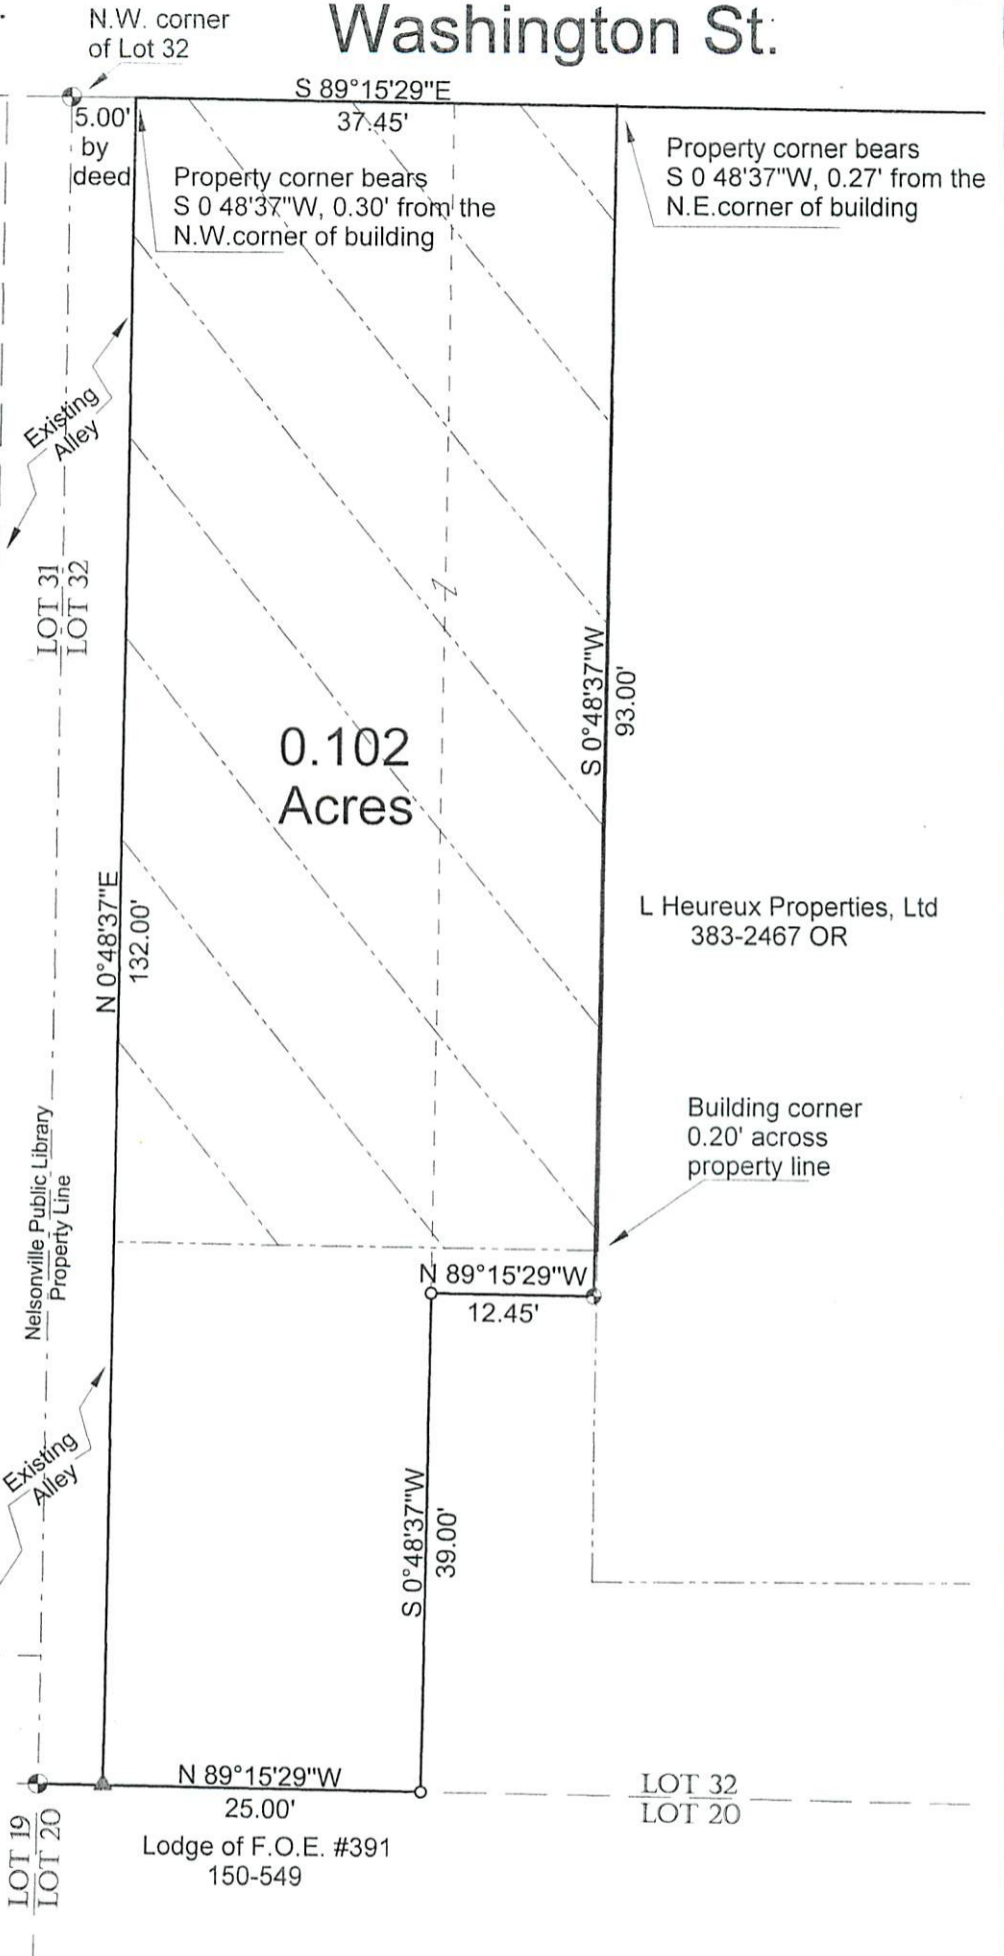 N.W. corner
of Lot 32
Washington St.
S 89°15'29"E
37.45'
5.00'
by
deed
Property corner bears
S 0 48'37"W, 0.30' from the
N.W.corner of building
Property corner bears
S 0 48'37"W, 0.27' from the
N.E.corner of building
Existing
Alley
LOT 31
LOT 32
S 0°48'37"W
93.00'
0.102
Acres
N 0°48'37"E
132.00'
L Heureux Properties, Ltd
383-2467 OR
Building corner
0.20' across
property line
Nelsonville Public Library
Property Line
N 89°15'29"W
12.45'
Existing
Alley
S 0°48'37"W
39.00'
N 89°15'29"W
25.00'
LOT 32
LOT 20
Lodge of F.O.E. #391
150-549
LOT 19
LOT 20